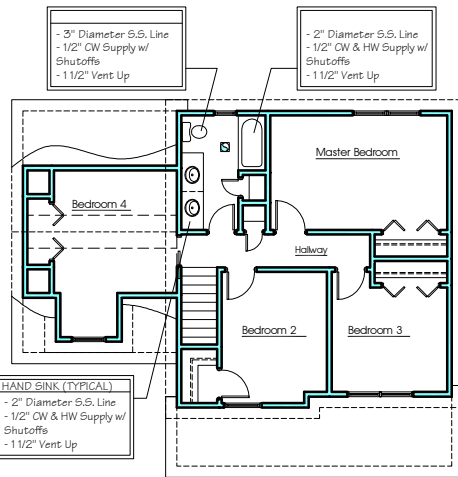 - 3" Diameter S.S. Line
- 1/2" CW Supply w/
Shutoffs
- 1 1/2" Vent Up
- 2" Diameter S.S. Line
- 1/2" CW & HW Supply w/
Shutoffs
- 1 1/2" Vent Up
Master Bedroom
Bedroom 4
Hallway
Bedroom 2
Bedroom 3
HAND SINK (TYPICAL)
- 2" Diameter S.S. Line
- 1/2" CW & HW Supply w/
Shutoffs
- 1 1/2" Vent Up